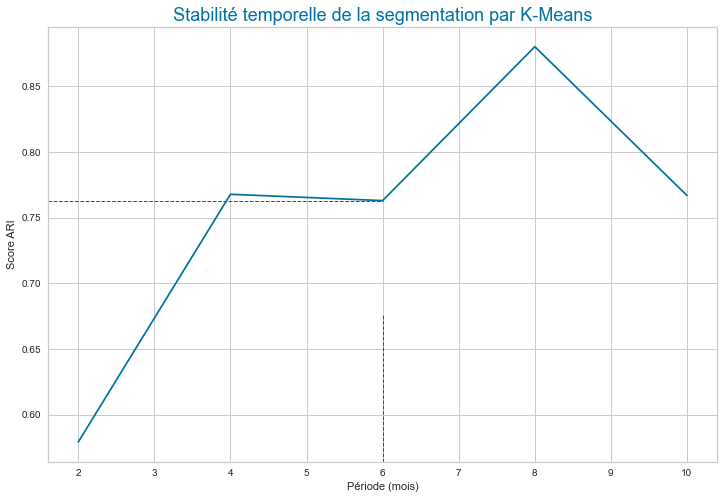 Stabilité temporelle de la segmentation par K-Means
Score ARI
0.85
0.80
0.75
0.70
0.65
0.60
2 3 4 5 6 7 8 9 10
Période (mois)